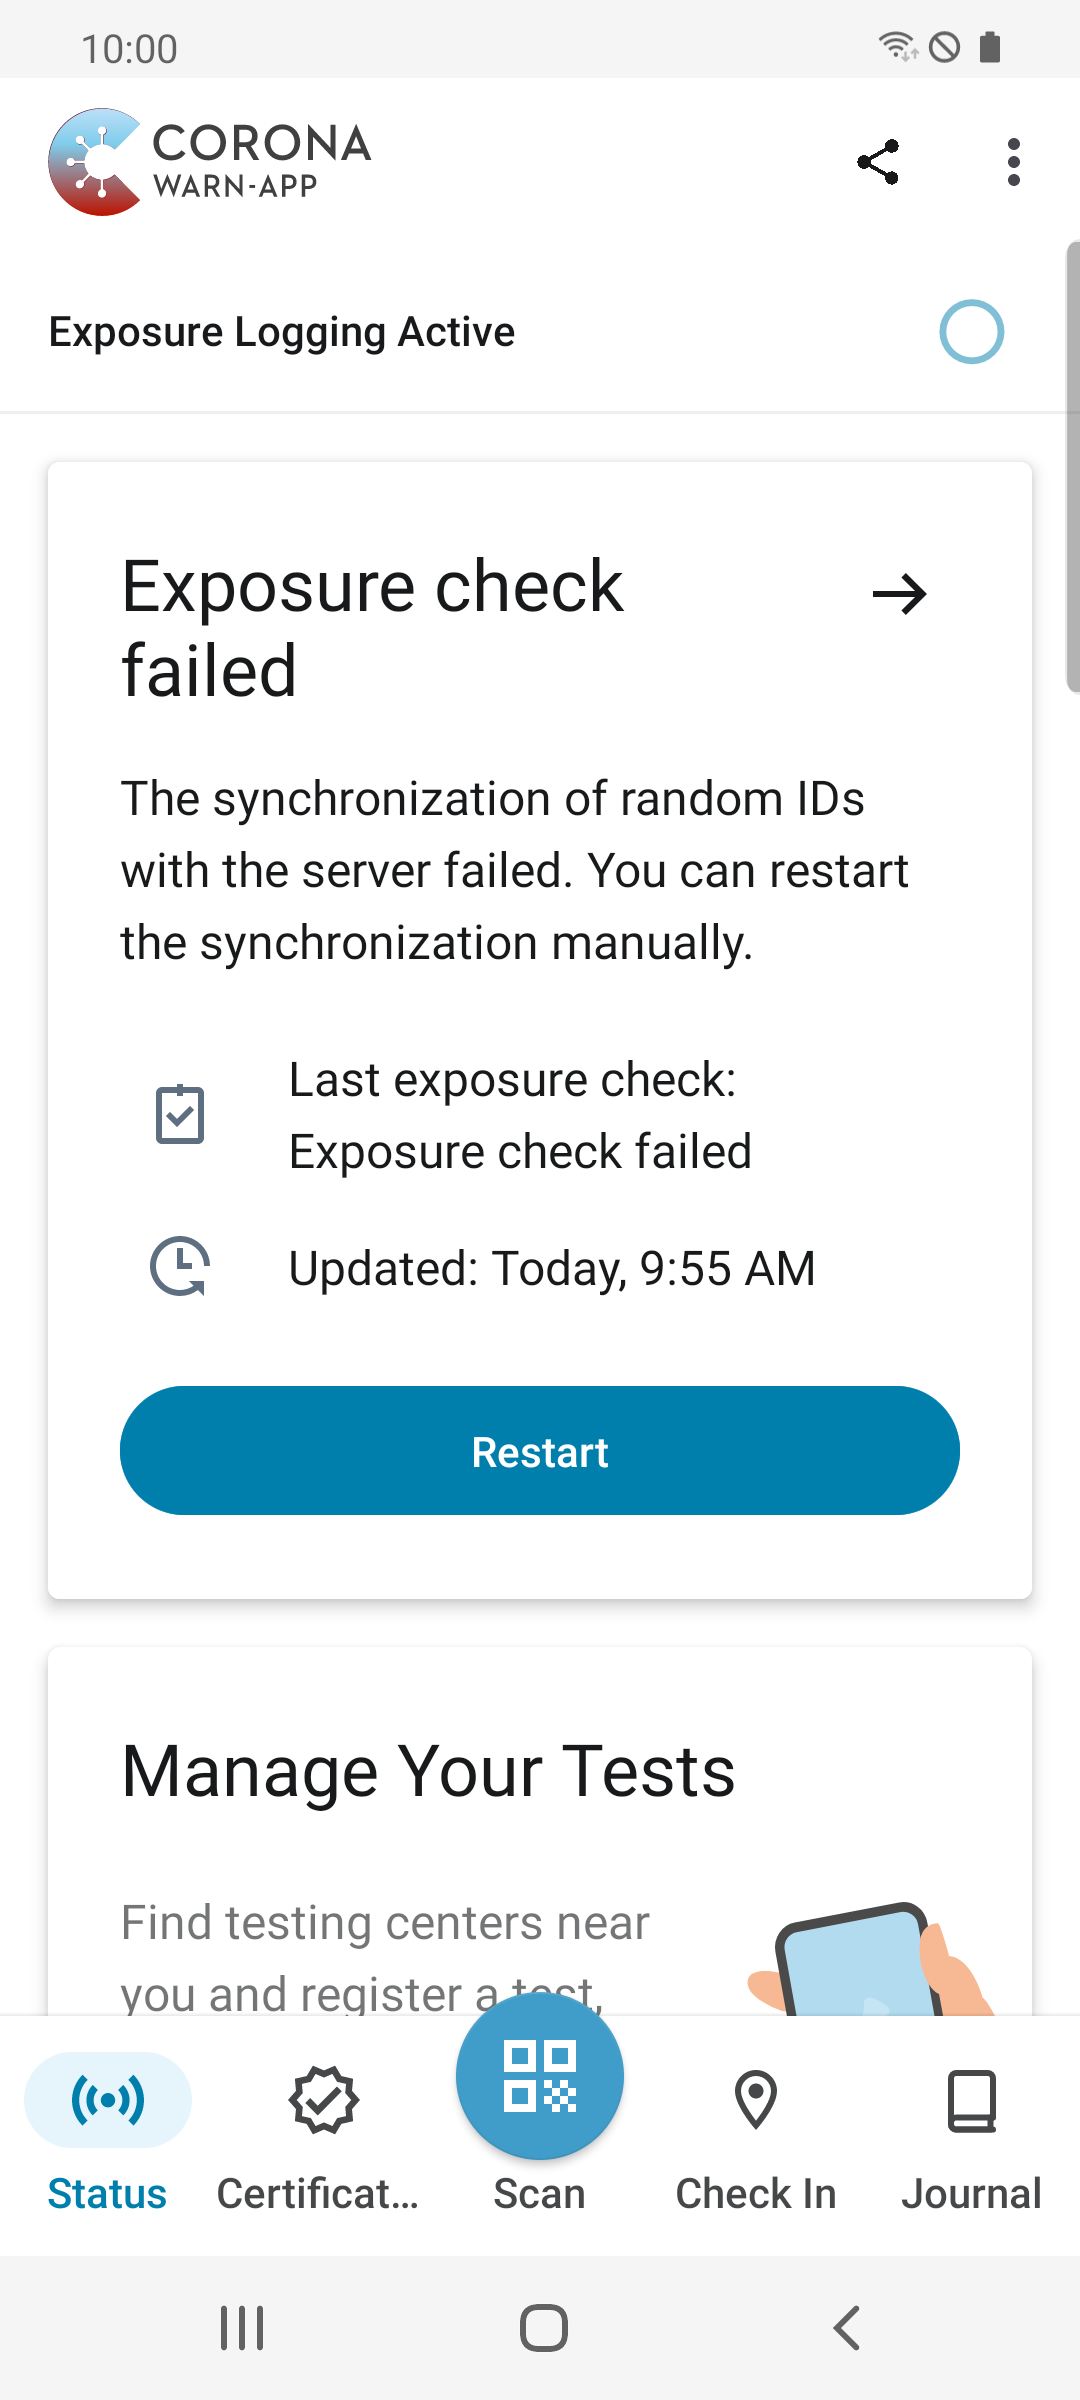 10:00
CORONA
WARN-APP
Exposure Logging Active
Exposure check
failed
The synchronization of random IDs
with the server failed. You can restart
the synchronization manually.
Last exposure check:
Exposure check failed
Updated: Today, 9:55 AM
Restart
Manage Your Tests
Find testing centers near
you and register a test,
Status
Certificat...
Scan
Check In
Journal